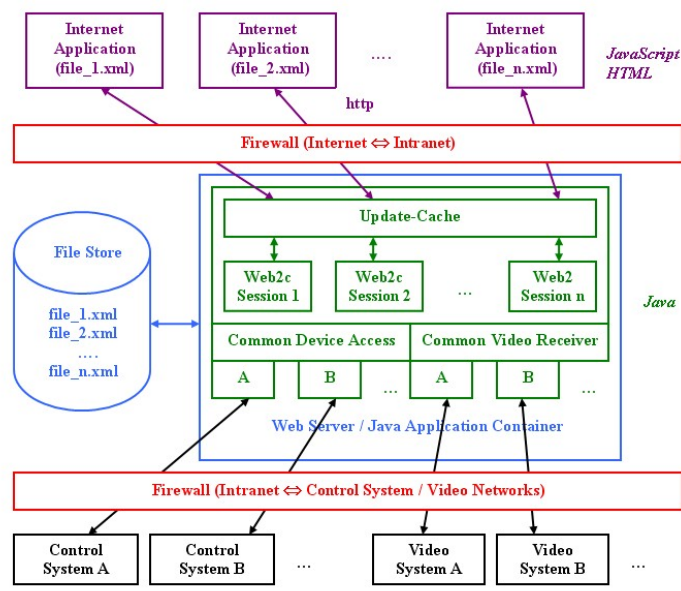 Internet
Application
(file_1.xml)
Internet
Application
(file_2.xml)
....
Internet
Application
(file_n.xml)
JavaScript
HTML
http
Firewall (Internet ⇔ Intranet)
Update-Cache
File Store
file_1.xml
file_2.xml
....
file_n.xml
Web2c
Session 1
Web2c
Session 2
...
Web2
Session n
Java
Common Device Access
Common Video Receiver
A
B
...
A
B
...
Web Server / Java Application Container
Firewall (Intranet ⇔ Control System / Video Networks)
Control
System A
Control
System B
...
Video
System A
Video
System B
...